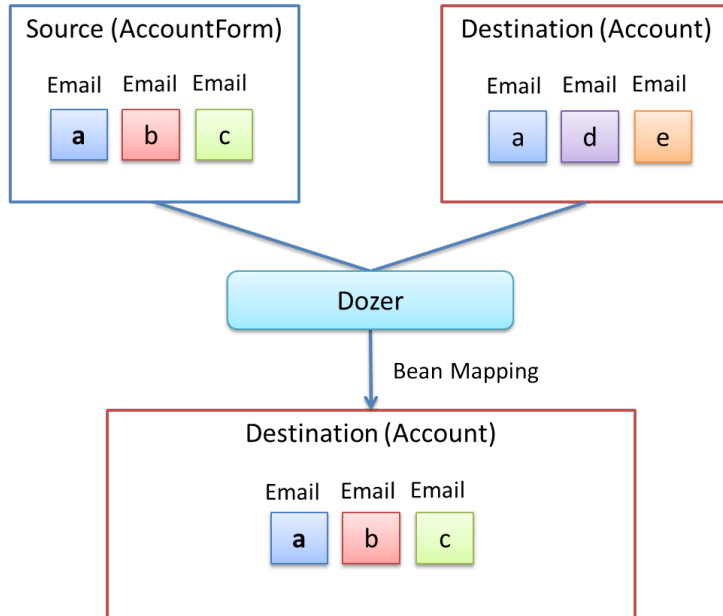 Source (AccountForm)
Email Email Email
a b c
Destination (Account)
Email Email Email
a d e
Dozer
Bean Mapping
Destination (Account)
Email Email Email
a b c